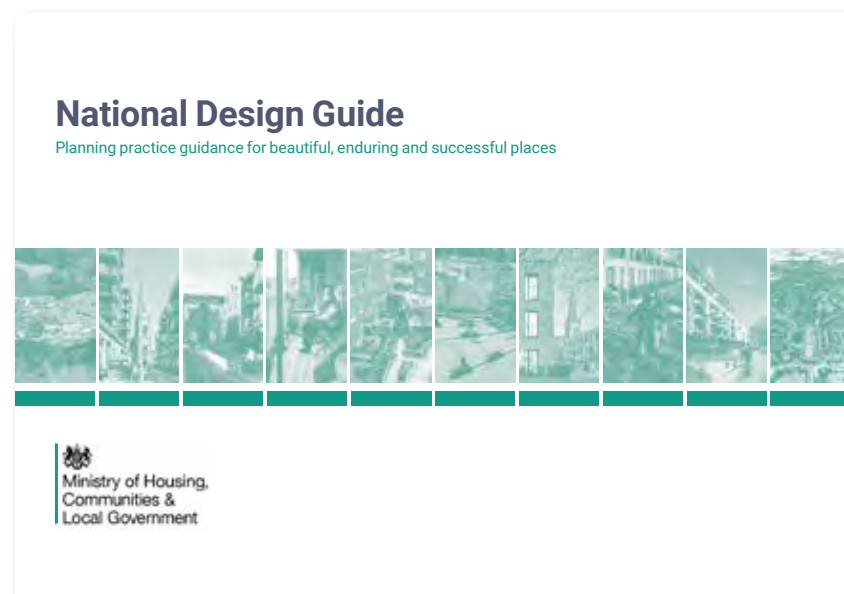 National Design Guide
Planning practice guidance for beautiful, enduring and successful places
Ministry of Housing,
Communities &
Local Government